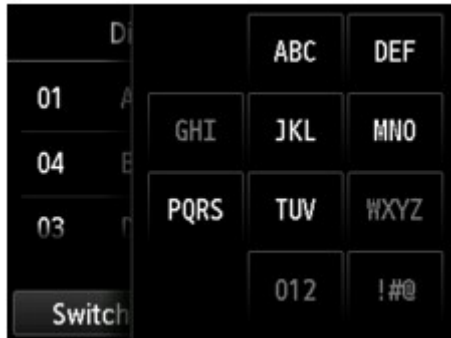 Di
ABC DEF
01 A
GHI JKL MNO
04 B
PQRS TUV WXYZ
03 D
012 !#@
Switch